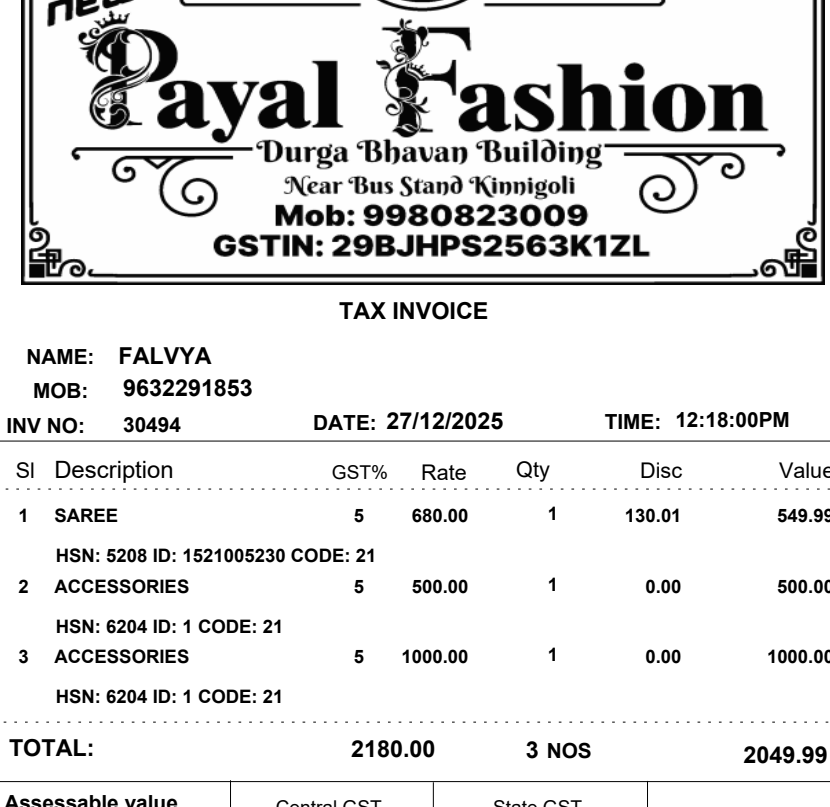 new
Payal Fashion
Durga Bhavan Building
Near Bus Stand Kinnigoli
Mob: 9980823009
GSTIN: 29BJHPS2563K1ZL
TAX INVOICE
NAME: FALVYA
MOB: 9632291853
INV NO: 30494 DATE: 27/12/2025 TIME: 12:18:00PM
Sl Description GST% Rate Qty Disc Value
1 SAREE 5 680.00 1 130.01 549.99
HSN: 5208 ID: 1521005230 CODE: 21
2 ACCESSORIES 5 500.00 1 0.00 500.00
HSN: 6204 ID: 1 CODE: 21
3 ACCESSORIES 5 1000.00 1 0.00 1000.00
HSN: 6204 ID: 1 CODE: 21
TOTAL: 2180.00 3 NOS 2049.99
Assessable value Central GST State GST